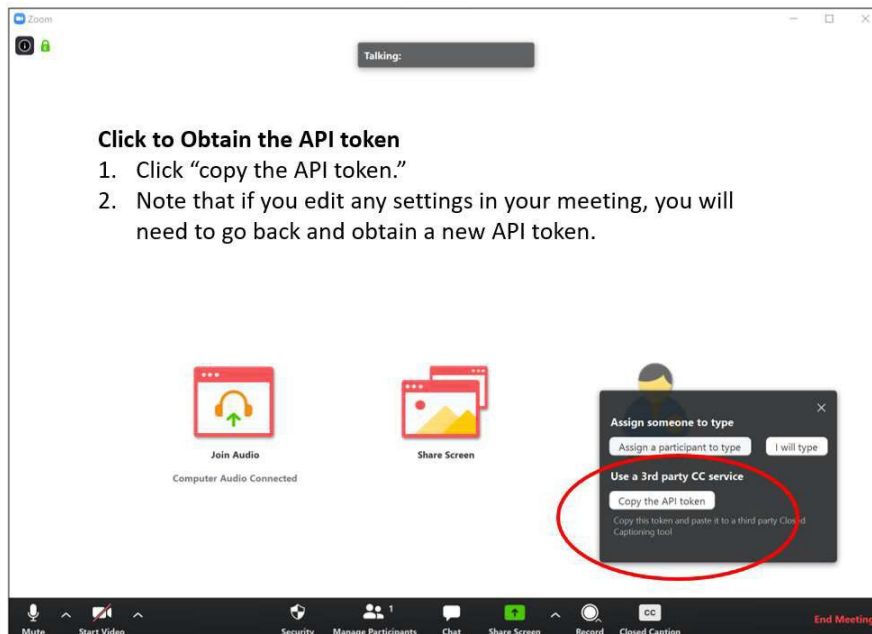 Zoom
Talking:
Click to Obtain the API token
1. Click “copy the API token.”
2. Note that if you edit any settings in your meeting, you will
need to go back and obtain a new API token.
Join Audio
Computer Audio Connected
Share Screen
Assign someone to type
Assign a participant to type
I will type
Use a 3rd party CC service
Copy the API token
Copy this token and paste it to a third party Closed
Captioning tool
Mute
Start Video
Security
Manage Participants
1
Chat
Share Screen
Record
CC
Closed Caption
End Meeting